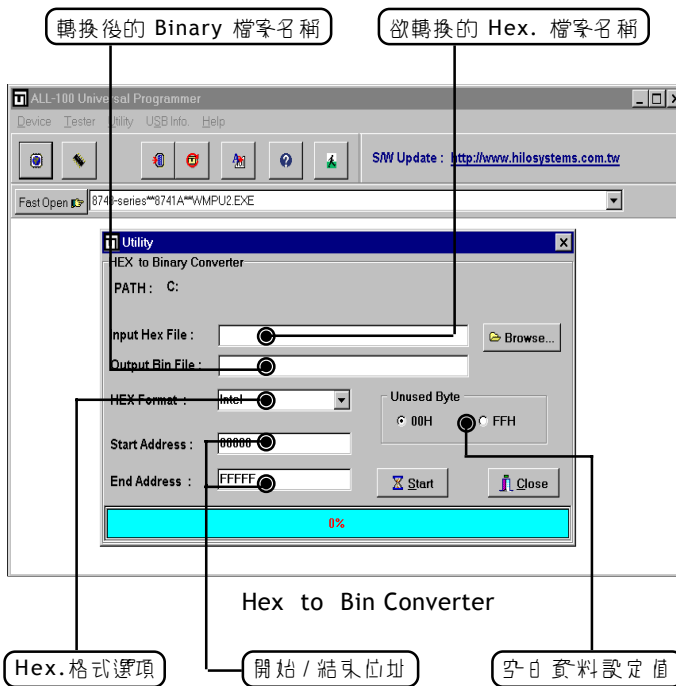 轉換後的 Binary 檔案名稱
欲轉換的 Hex. 檔案名稱
ALL-100 Universal Programmer
Device Tester Utility USB Info. Help
S/W Update : http://www.hilosystems.com.tw
Fast Open 8748-series**8741A**WMPU2.EXE
Utility
HEX to Binary Converter
PATH : C:
Input Hex File :
Browse...
Output Bin File :
HEX Format : Intel
Unused Byte
00H FFH
Start Address : 00000
End Address : FFFFF
Start
Close
0%
Hex to Bin Converter
Hex.格式選項
開始/結束位址
空白資料設定值